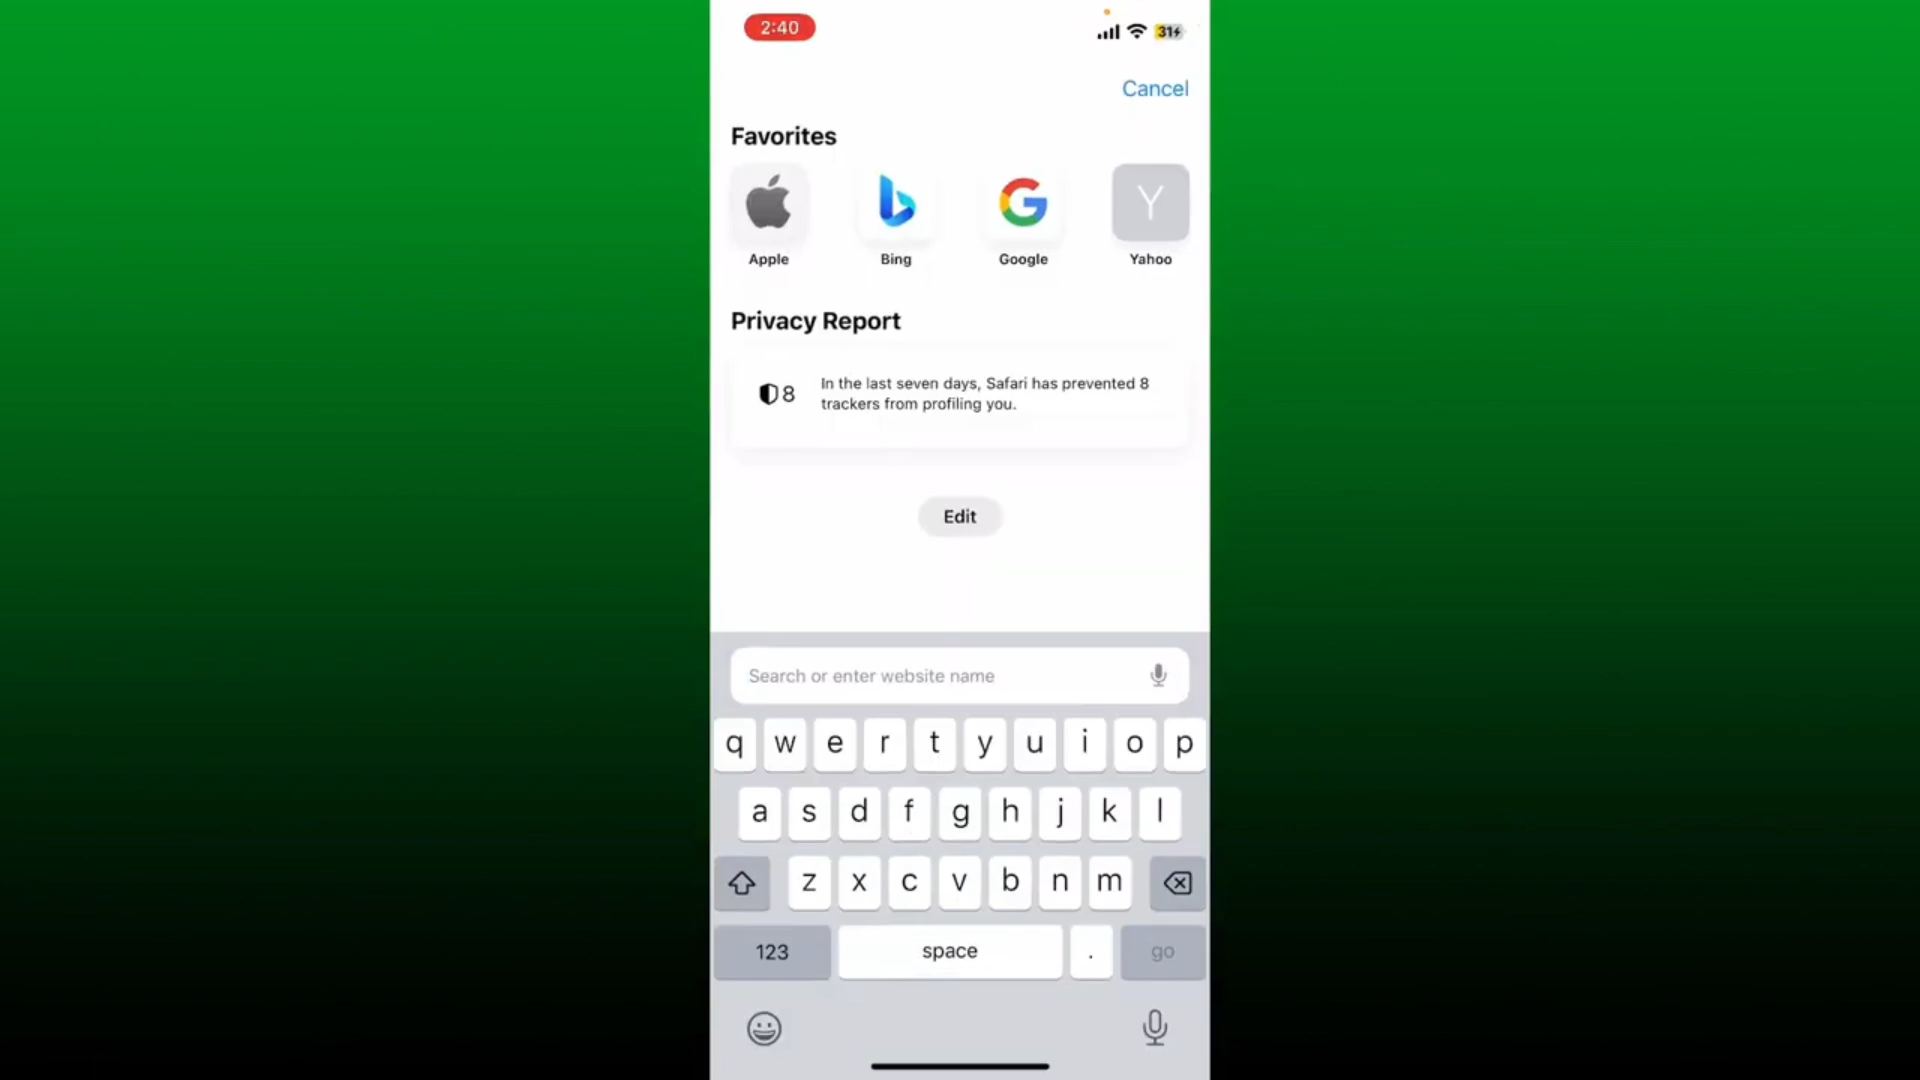 2:40
31
Cancel
Favorites
Y
Apple
Bing
Google
Yahoo
Privacy Report
8
In the last seven days, Safari has prevented 8
trackers from profiling you.
Edit
Search or enter website name
q w e r t y u i o p
a s d f g h j k l
z x c v b n m
123 space . go